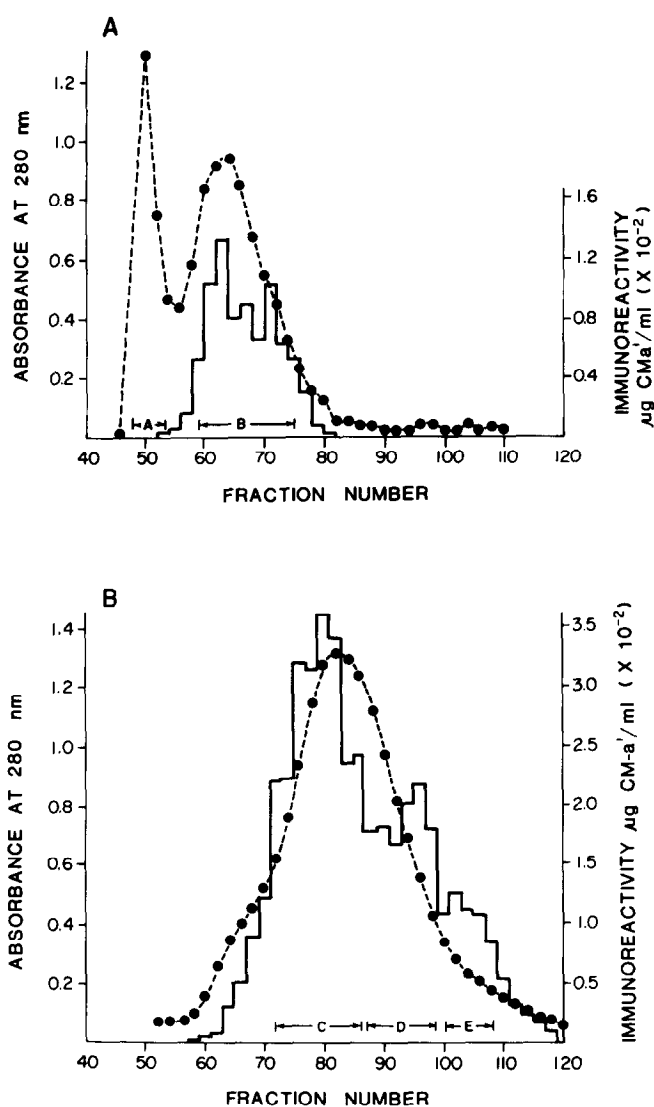 A
ABSORBANCE AT 280 nm
1.2
1.0
0.8
0.6
0.4
0.2
1.6
1.2
0.8
0.4
IMMUNOREACTIVITY
µg CMa'/ml (X 10⁻²)
A
B
40 50 60 70 80 90 100 110 120
FRACTION NUMBER
B
ABSORBANCE AT 280 nm
1.4
1.2
1.0
0.8
0.6
0.4
0.2
3.5
3.0
2.5
2.0
1.5
1.0
0.5
IMMUNOREACTIVITY µg CM-a'/ml (X 10⁻²)
C
D
E
40 50 60 70 80 90 100 110 120
FRACTION NUMBER